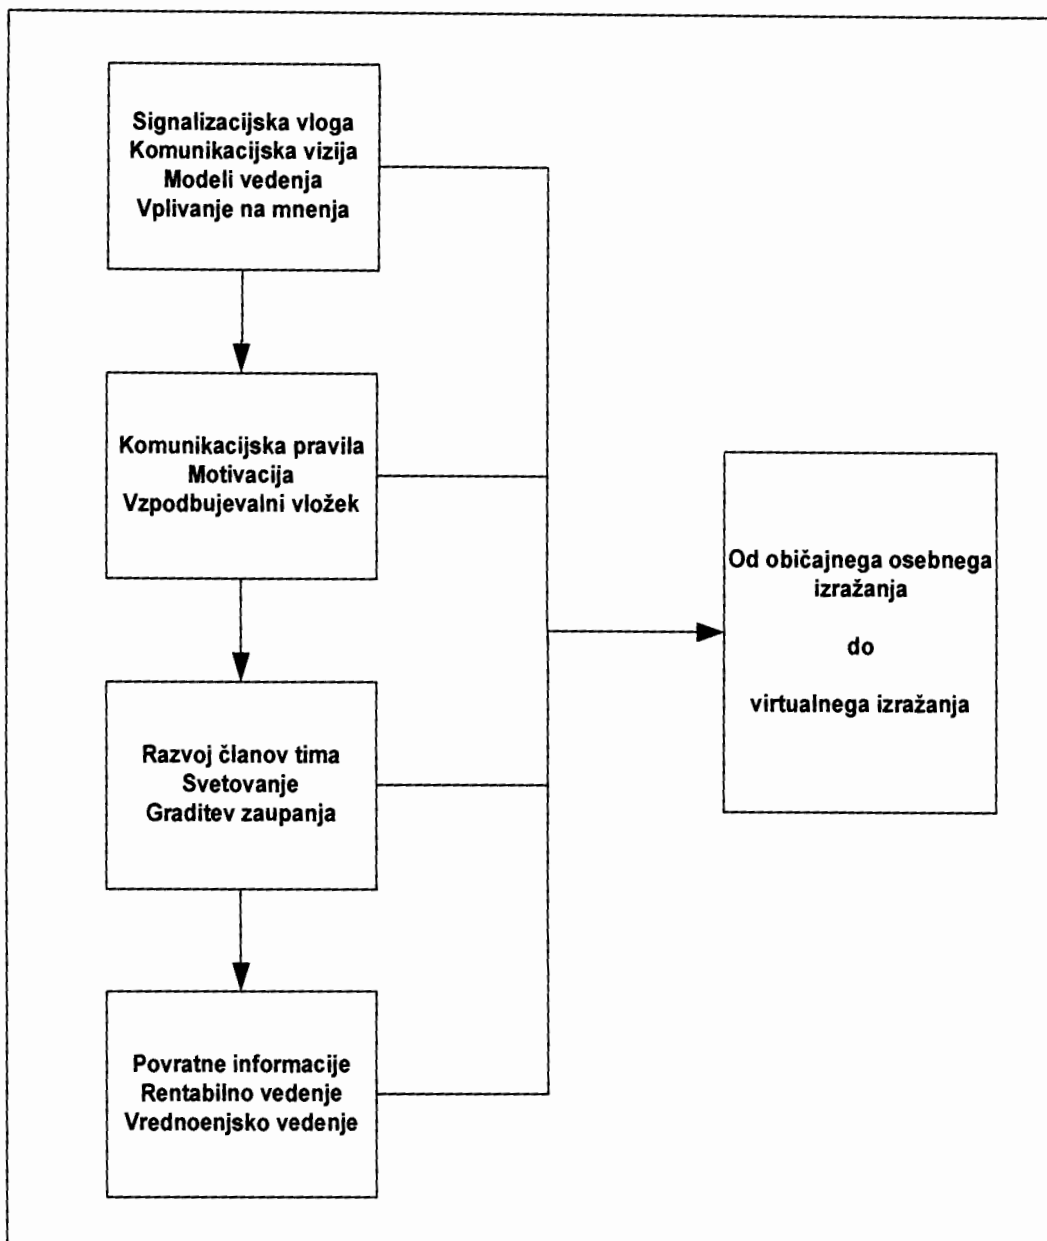 Signalizacijska vloga
Komunikacijska vizija
Modeli vedenja
Vplivanje na mnenja
Komunikacijska pravila
Motivacija
Vzpodbujevalni vložek
Od običajnega osebnega
izražanja
do
virtualnega izražanja
Razvoj članov tima
Svetovanje
Graditev zaupanja
Povratne informacije
Rentabilno vedenje
Vrednoenjsko vedenje